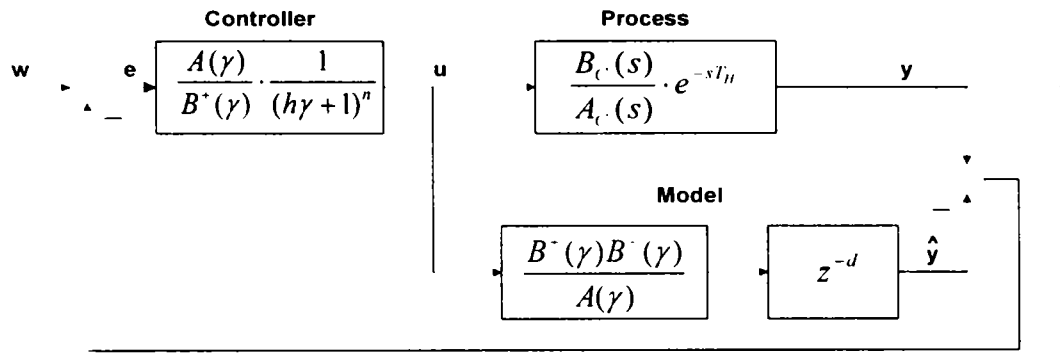 Controller
Process
w
e
A(γ) / B⁺(γ) · 1 / (hγ + 1)ⁿ
u
B_C(s) / A_C(s) · e^{-sT_H}
y
−
Model
−
B⁺(γ)B⁻(γ) / A(γ)
z^{-d}
ŷ